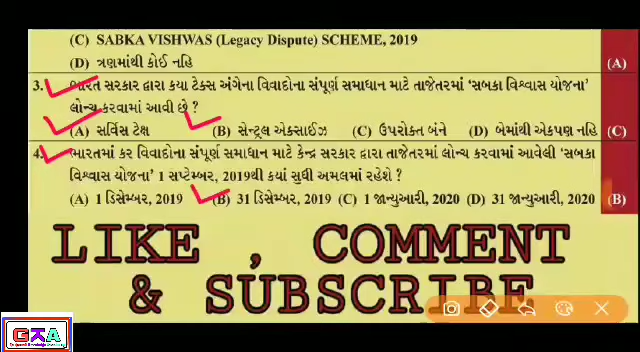 (C) SABKA VISHWAS (Legacy Dispute) SCHEME, 2019
(D) ત્રણમાંથી કોઈ નહિ (A)
3. ભારત સરકાર દ્વારા કયા ટેક્સ અંગેના વિવાદોના સંપૂર્ણ સમાધાન માટે તાજેતરમાં 'સબકા વિશ્વાસ યોજના'
લોન્ચ કરવામાં આવી છે ?
(A) સર્વિસ ટેક્ષ (B) સેન્ટ્રલ એક્સાઈઝ (C) ઉપરોક્ત બંને (D) બેમાંથી એકપણ નહિ (C)
4. ભારતમાં કર વિવાદોના સંપૂર્ણ સમાધાન માટે કેન્દ્ર સરકાર દ્વારા તાજેતરમાં લોન્ચ કરવામાં આવેલી 'સબકા
વિશ્વાસ યોજના' 1 સપ્ટેમ્બર, 2019થી કયાં સુધી અમલમાં રહેશે ?
(A) 1 ડિસેમ્બર, 2019 (B) 31 ડિસેમ્બર, 2019 (C) 1 જાન્યુઆરી, 2020 (D) 31 જાન્યુઆરી, 2020 (B)
LIKE , COMMENT
& SUBSCRIBE
GKA